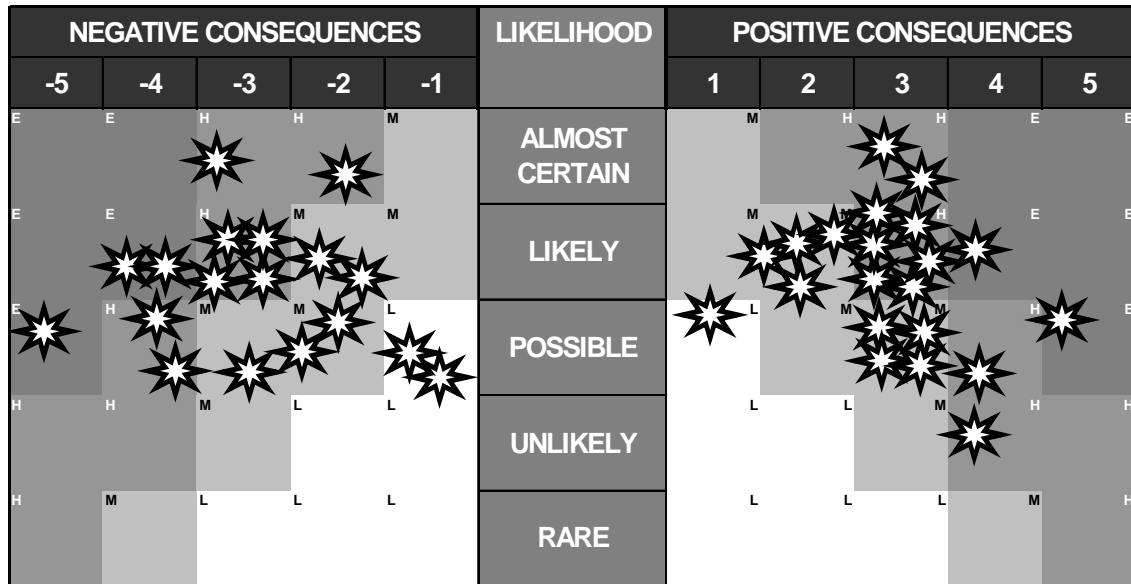 NEGATIVE CONSEQUENCES LIKELIHOOD POSITIVE CONSEQUENCES
-5 -4 -3 -2 -1 1 2 3 4 5
E E H H M M H H E E
ALMOST
CERTAIN
E E H M M M M H E E
LIKELY
E H M M L L M M H E
POSSIBLE
H H M L L L L M H H
UNLIKELY
H M L L L L L L M H
RARE